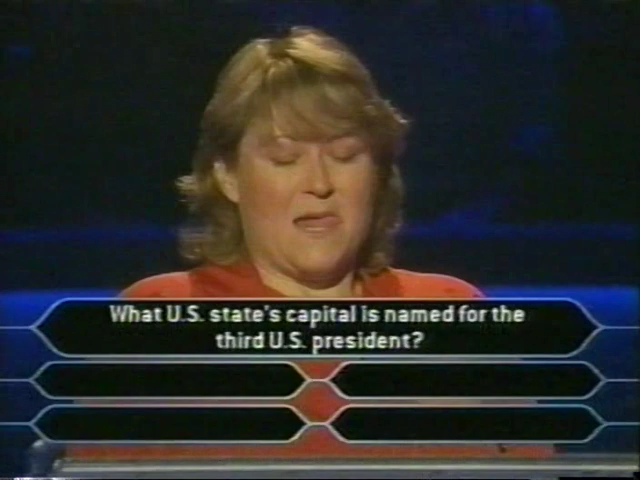 What U.S. state's capital is named for the
third U.S. president?